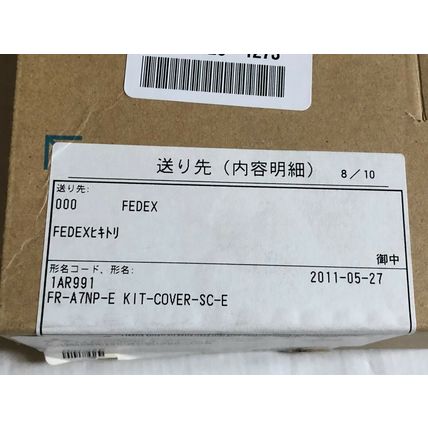 送り先（内容明細） 8／10
送り先:
000 FEDEX
FEDEXﾋｷﾄﾘ
御中
形名コード、形名:
1AR991 2011-05-27
FR-A7NP-E KIT-COVER-SC-E